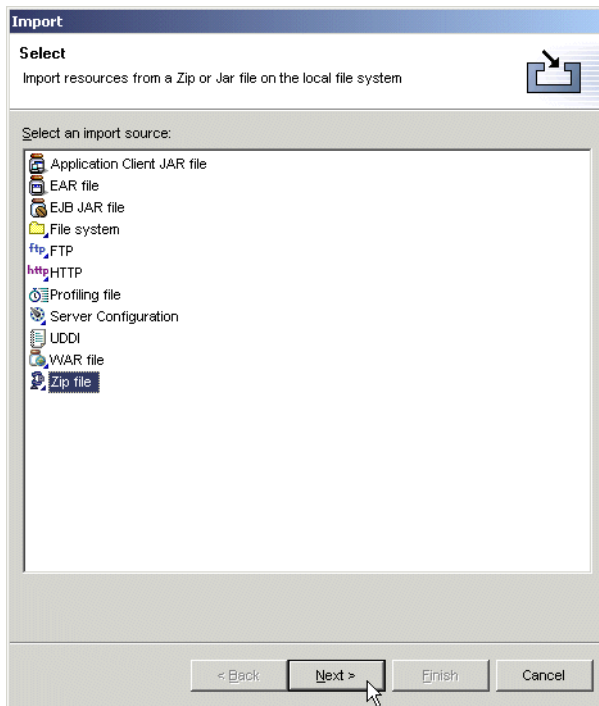 Import
Select
Import resources from a Zip or Jar file on the local file system
Select an import source:
Application Client JAR file
EAR file
EJB JAR file
File system
ftp FTP
http HTTP
Profiling file
Server Configuration
UDDI
WAR file
Zip file
< Back Next > Finish Cancel